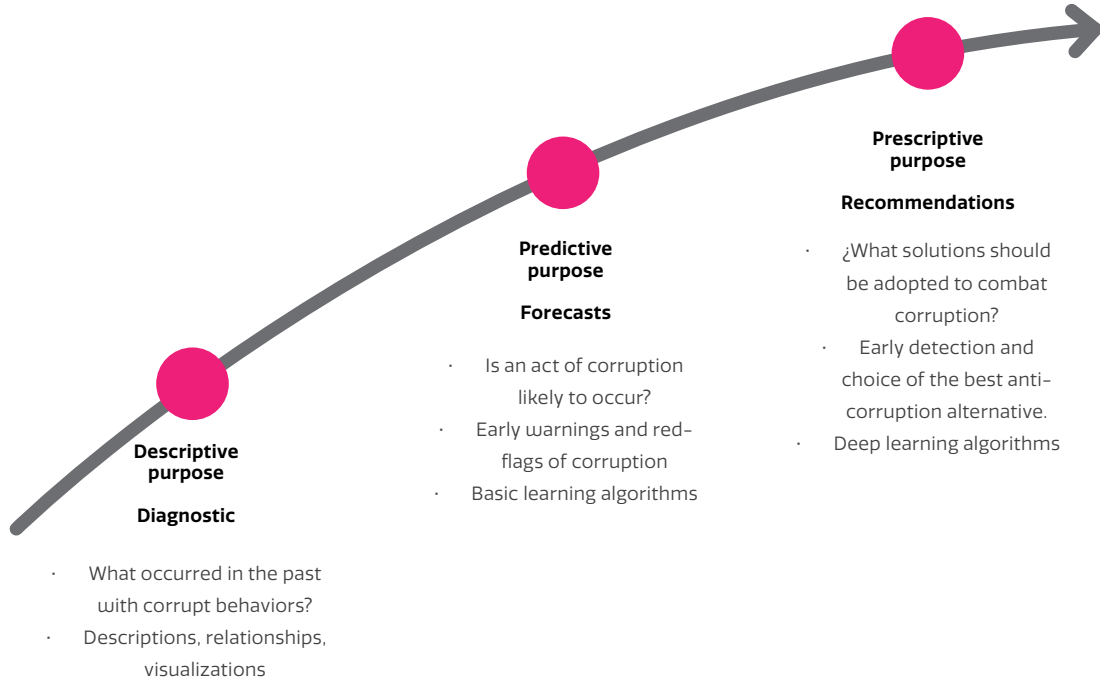 Descriptive
purpose
Diagnostic
· What occurred in the past
with corrupt behaviors?
· Descriptions, relationships,
visualizations
Predictive
purpose
Forecasts
· Is an act of corruption
likely to occur?
· Early warnings and red-
flags of corruption
· Basic learning algorithms
Prescriptive
purpose
Recommendations
· ¿What solutions should
be adopted to combat
corruption?
· Early detection and
choice of the best anti-
corruption alternative.
· Deep learning algorithms